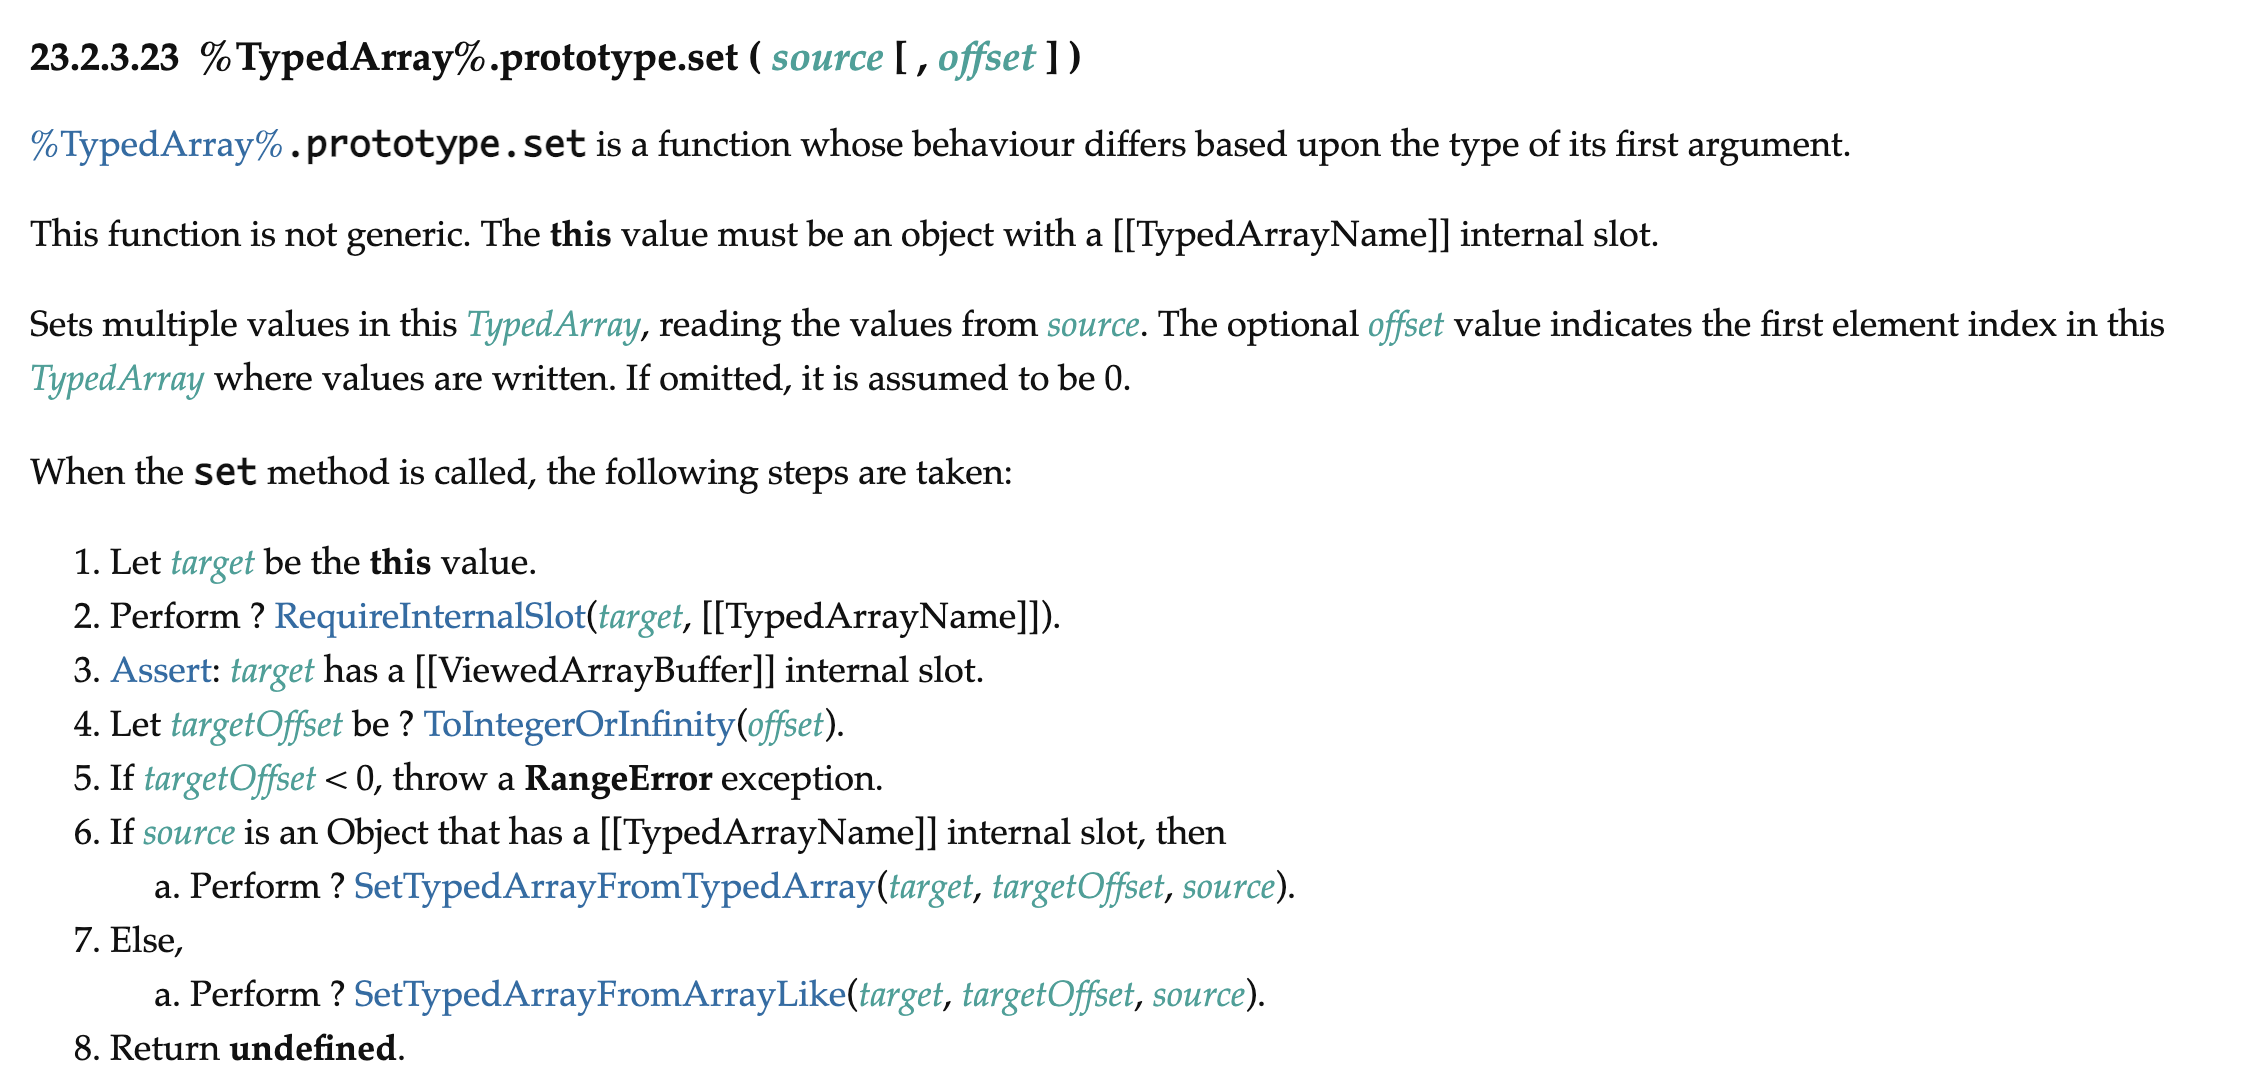 23.2.3.23 %TypedArray%.prototype.set ( source [ , offset ] )
%TypedArray%.prototype.set is a function whose behaviour differs based upon the type of its first argument.
This function is not generic. The this value must be an object with a [[TypedArrayName]] internal slot.
Sets multiple values in this TypedArray, reading the values from source. The optional offset value indicates the first element index in this
TypedArray where values are written. If omitted, it is assumed to be 0.
When the set method is called, the following steps are taken:
1. Let target be the this value.
2. Perform ? RequireInternalSlot(target, [[TypedArrayName]]).
3. Assert: target has a [[ViewedArrayBuffer]] internal slot.
4. Let targetOffset be ? ToIntegerOrInfinity(offset).
5. If targetOffset < 0, throw a RangeError exception.
6. If source is an Object that has a [[TypedArrayName]] internal slot, then
a. Perform ? SetTypedArrayFromTypedArray(target, targetOffset, source).
7. Else,
a. Perform ? SetTypedArrayFromArrayLike(target, targetOffset, source).
8. Return undefined.